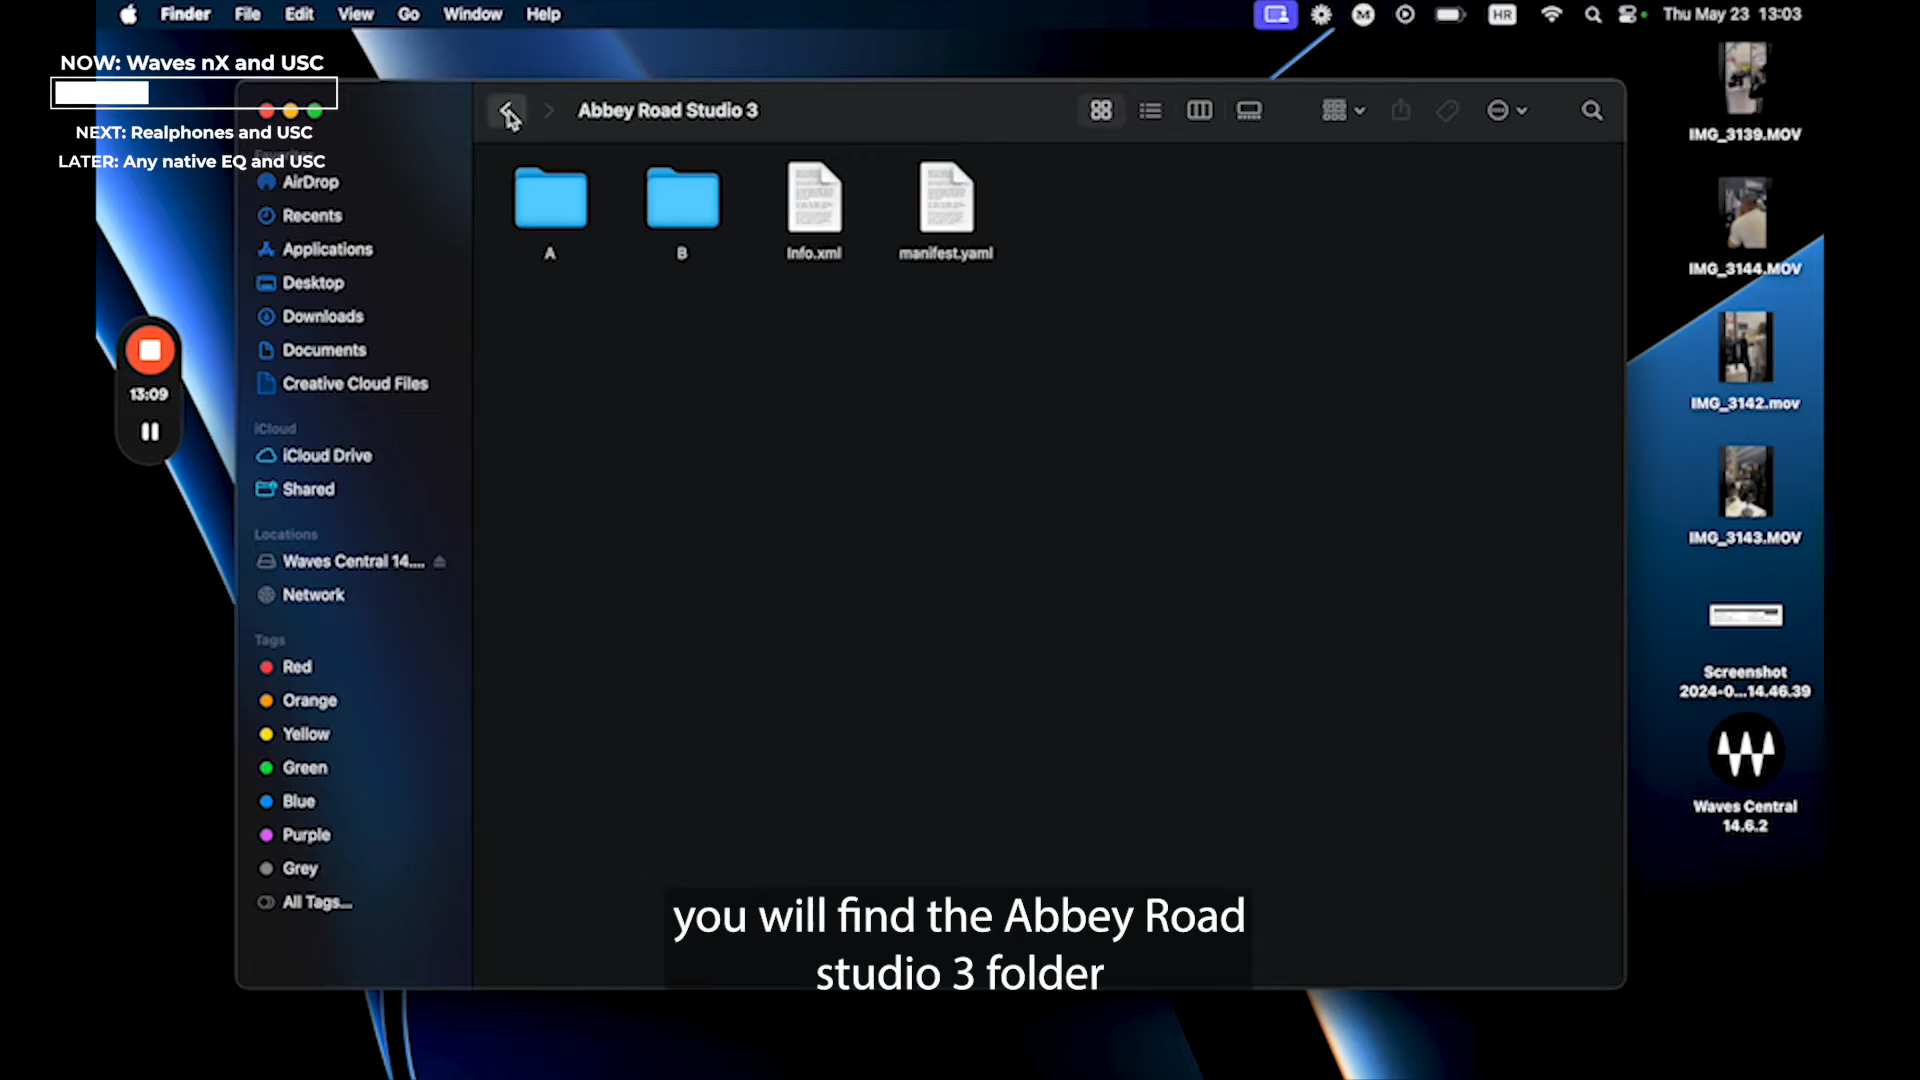 Finder File Edit View Go Window Help
HR Thu May 23 13:03
NOW: Waves nX and USC
NEXT: Realphones and USC
LATER: Any native EQ and USC
Abbey Road Studio 3
AirDrop
Recents
Applications
Desktop
Downloads
Documents
Creative Cloud Files
iCloud
iCloud Drive
Shared
Locations
Waves Central 14....
Network
Tags
Red
Orange
Yellow
Green
Blue
Purple
Grey
All Tags...
A
B
Info.xml
manifest.yaml
13:09
IMG_3139.MOV
IMG_3144.MOV
IMG_3142.mov
IMG_3143.MOV
Screenshot
2024-0...14.46.39
Waves Central
14.6.2
you will find the Abbey Road
studio 3 folder